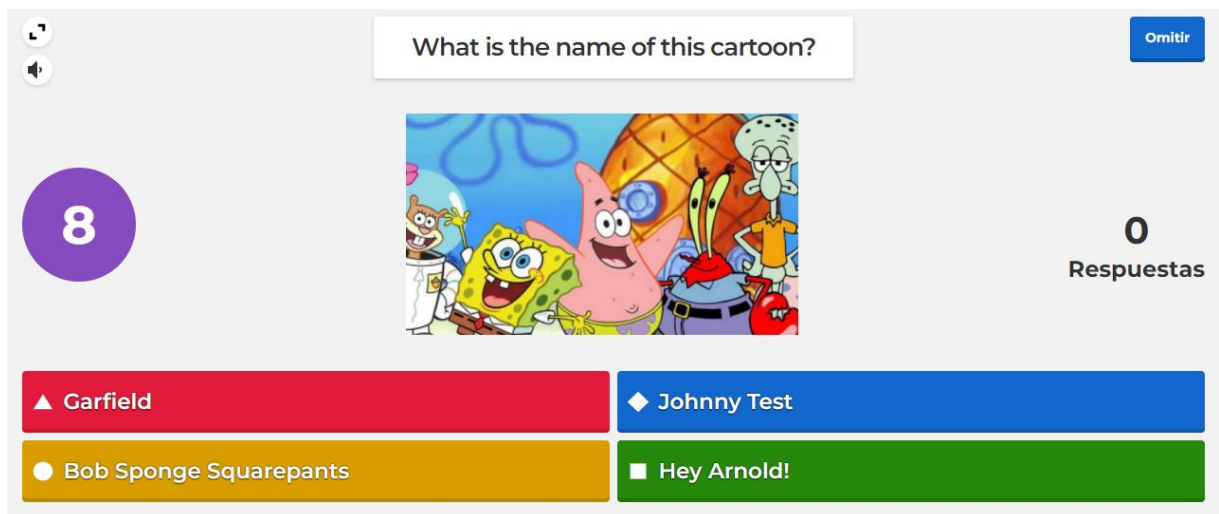 What is the name of this cartoon?
Omitir
8
0
Respuestas
Garfield
Johnny Test
Bob Sponge Squarepants
Hey Arnold!